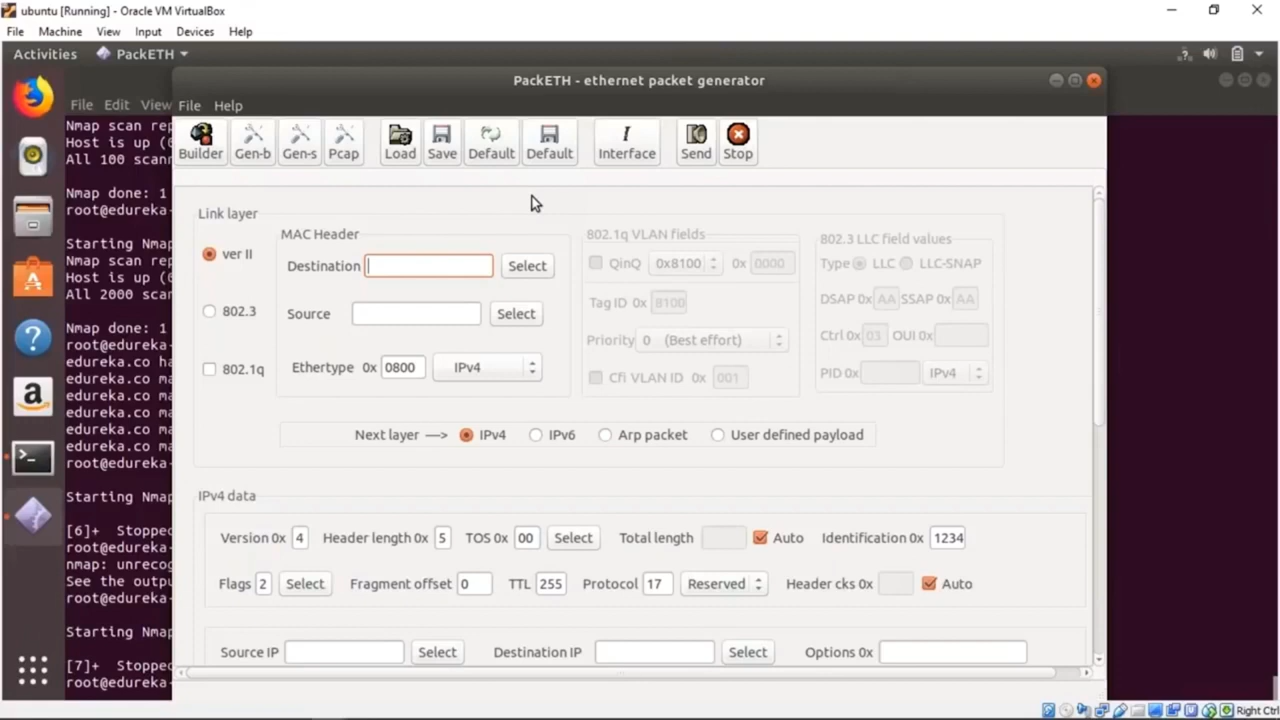 ubuntu [Running] - Oracle VM VirtualBox
File Machine View Input Devices Help
Activities PackETH
PackETH - ethernet packet generator
File Edit View
File Help
Builder Gen-b Gen-s Pcap Load Save Default Default Interface Send Stop
Nmap scan rep
Host is up (0
All 100 scann
Nmap done: 1
root@edureka-
Starting Nmap
Nmap scan rep
Host is up (0
All 2000 scan
Nmap done: 1
root@edureka-
edureka.co ha
edureka.co ma
edureka.co ma
edureka.co ma
edureka.co ma
root@edureka-
Starting Nmap
[6]+ Stopped
root@edureka-
nmap: unrecog
See the outpu
root@edureka-
Starting Nmap
[7]+ Stopped
root@edureka-
Link layer
ver II
802.3
802.1q
MAC Header
Destination Select
Source Select
Ethertype 0x 0800 IPv4
802.1q VLAN fields
QinQ 0x8100 0x 0000
Tag ID 0x 8100
Priority 0 (Best effort)
Cfi VLAN ID 0x 001
802.3 LLC field values
Type LLC LLC-SNAP
DSAP 0x AA SSAP 0x AA
Ctrl 0x 03 OUI 0x
PID 0x IPv4
Next layer —> IPv4 IPv6 Arp packet User defined payload
IPv4 data
Version 0x 4 Header length 0x 5 TOS 0x 00 Select Total length Auto Identification 0x 1234
Flags 2 Select Fragment offset 0 TTL 255 Protocol 17 Reserved Header cks 0x Auto
Source IP Select Destination IP Select Options 0x
Right Ctrl